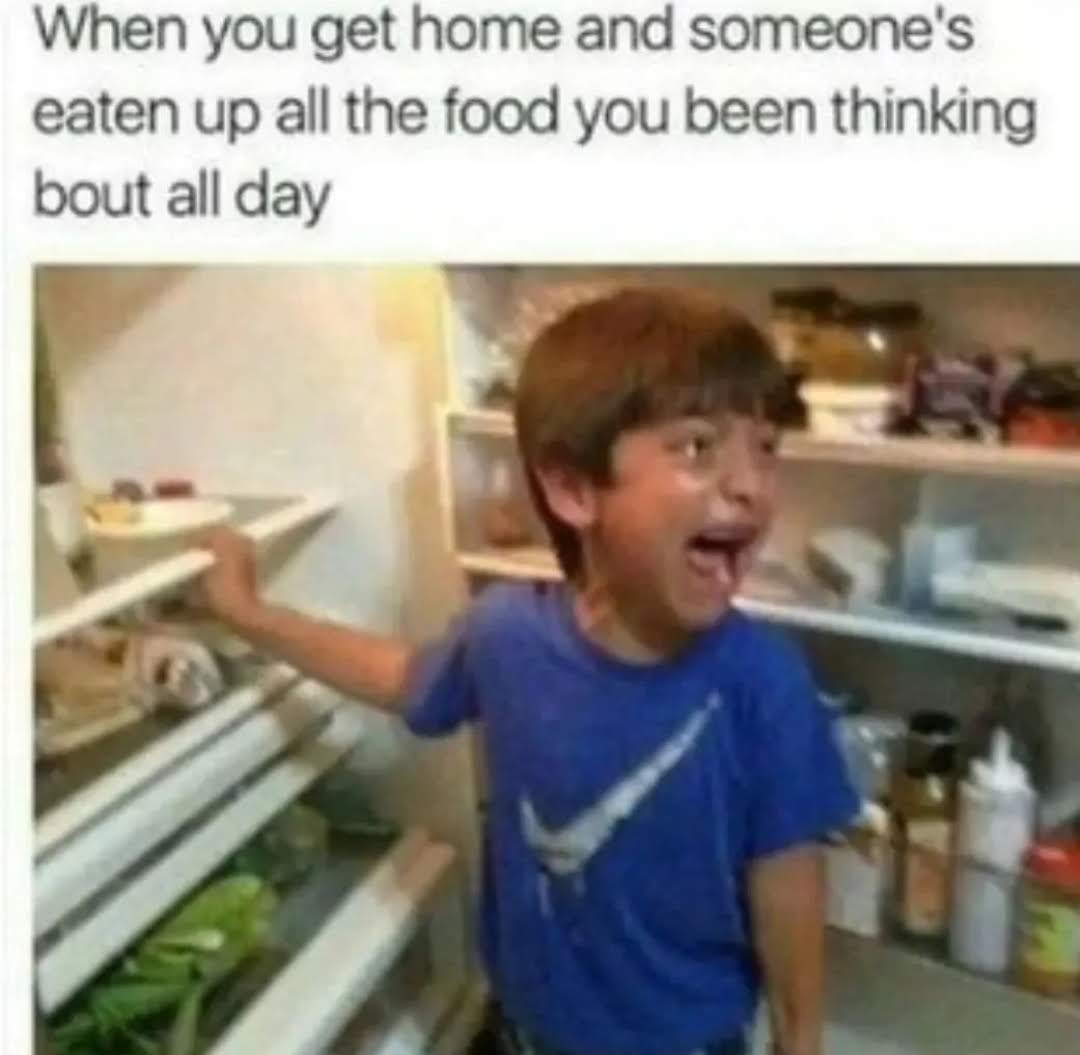 When you get home and someone's
eaten up all the food you been thinking
bout all day